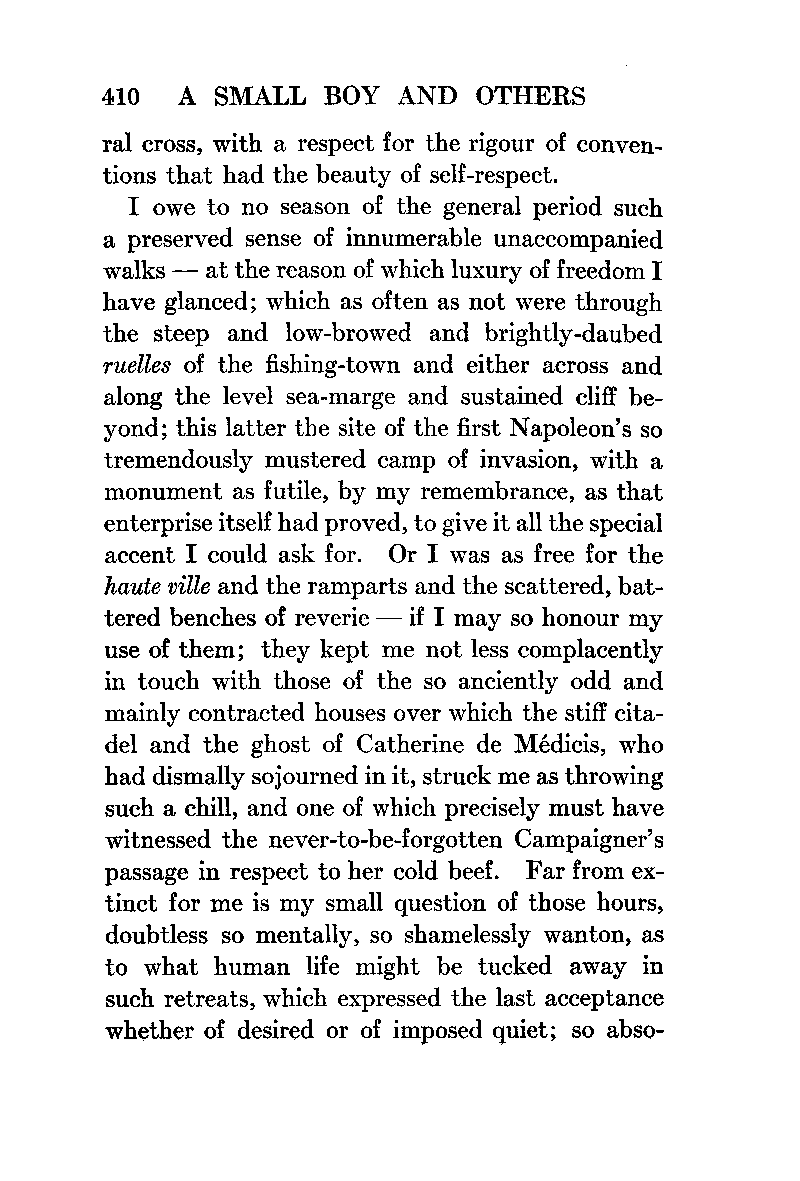 410 A SMALL BOY AND OTHERS
ral cross, with a respect for the rigour of conven-
tions that had the beauty of self-respect.
I owe to no season of the general period such
a preserved sense of innumerable unaccompanied
walks — at the reason of which luxury of freedom I
have glanced; which as often as not were through
the steep and low-browed and brightly-daubed
ruelles of the fishing-town and either across and
along the level sea-marge and sustained cliff be-
yond; this latter the site of the first Napoleon's so
tremendously mustered camp of invasion, with a
monument as futile, by my remembrance, as that
enterprise itself had proved, to give it all the special
accent I could ask for. Or I was as free for the
haute ville and the ramparts and the scattered, bat-
tered benches of reverie — if I may so honour my
use of them; they kept me not less complacently
in touch with those of the so anciently odd and
mainly contracted houses over which the stiff cita-
del and the ghost of Catherine de Médicis, who
had dismally sojourned in it, struck me as throwing
such a chill, and one of which precisely must have
witnessed the never-to-be-forgotten Campaigner's
passage in respect to her cold beef. Far from ex-
tinct for me is my small question of those hours,
doubtless so mentally, so shamelessly wanton, as
to what human life might be tucked away in
such retreats, which expressed the last acceptance
whether of desired or of imposed quiet; so abso-